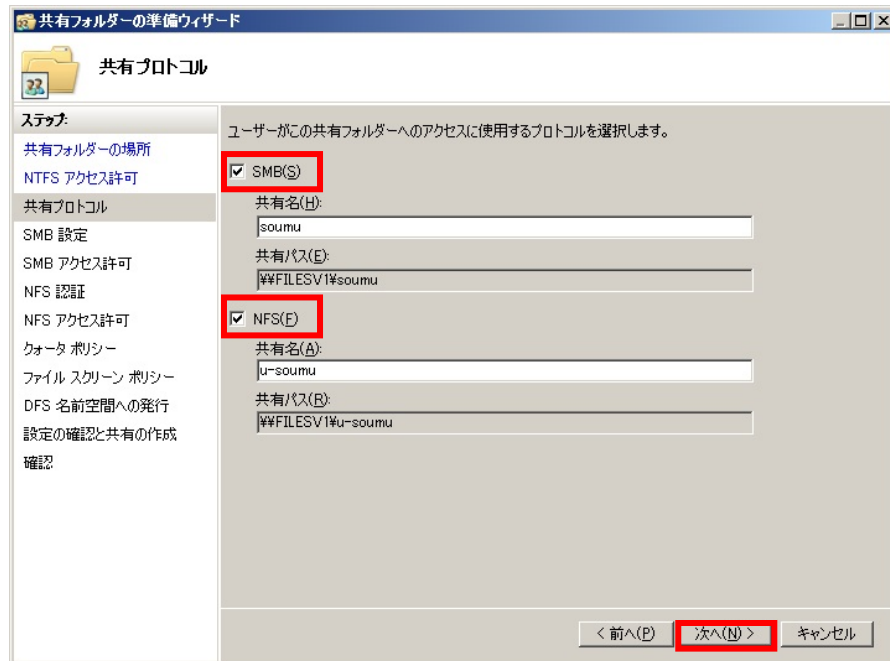 共有フォルダーの準備ウィザード
共有プロトコル
ステップ:
共有フォルダーの場所
NTFS アクセス許可
共有プロトコル
SMB 設定
SMB アクセス許可
NFS 認証
NFS アクセス許可
クォータ ポリシー
ファイル スクリーン ポリシー
DFS 名前空間への発行
設定の確認と共有の作成
確認
ユーザーがこの共有フォルダーへのアクセスに使用するプロトコルを選択します。
SMB(S)
共有名(H):
soumu
共有パス(E):
¥¥FILESV1¥soumu
NFS(F)
共有名(A):
u-soumu
共有パス(R):
¥¥FILESV1¥u-soumu
< 前へ(P)
次へ(N) >
キャンセル